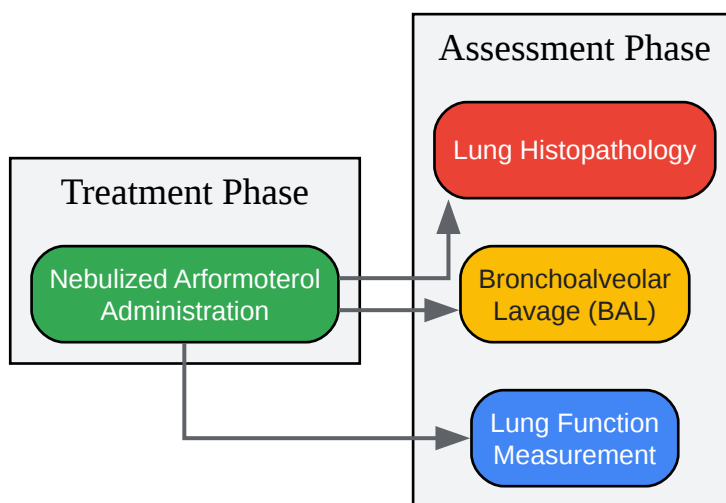 Assessment Phase
Lung Histopathology
Treatment Phase
Nebulized Arformoterol
Administration
Bronchoalveolar
Lavage (BAL)
Lung Function
Measurement